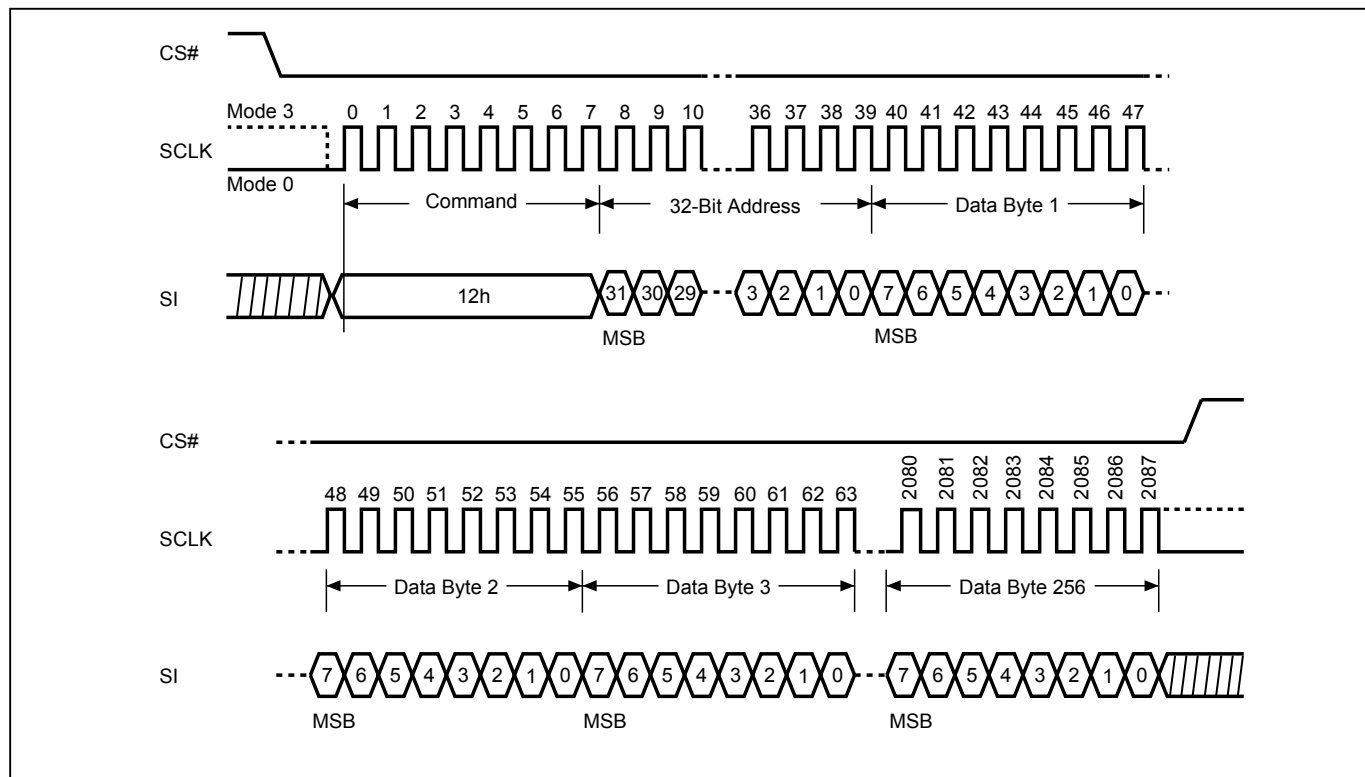 CS#
Mode 3
0 1 2 3 4 5 6 7 8 9 10 36 37 38 39 40 41 42 43 44 45 46 47
SCLK
Mode 0
Command
32-Bit Address
Data Byte 1
SI
12h
31 30 29 3 2 1 0 7 6 5 4 3 2 1 0
MSB
MSB
CS#
48 49 50 51 52 53 54 55 56 57 58 59 60 61 62 63 2080 2081 2082 2083 2084 2085 2086 2087
SCLK
Data Byte 2
Data Byte 3
Data Byte 256
SI
7 6 5 4 3 2 1 0 7 6 5 4 3 2 1 0 7 6 5 4 3 2 1 0
MSB
MSB
MSB